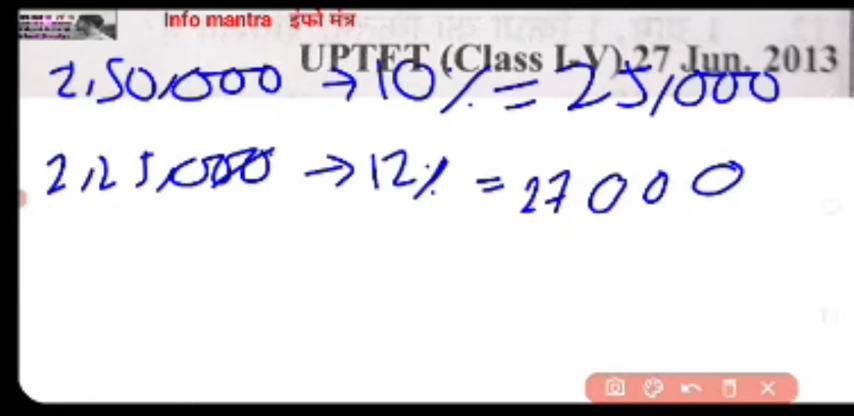 Info mantra इंफो मंत्र
UPTET (Class I-V) 27 Jun. 2013
2,50,000 → 10% = 25,000
2,25,000 → 12% = 27000